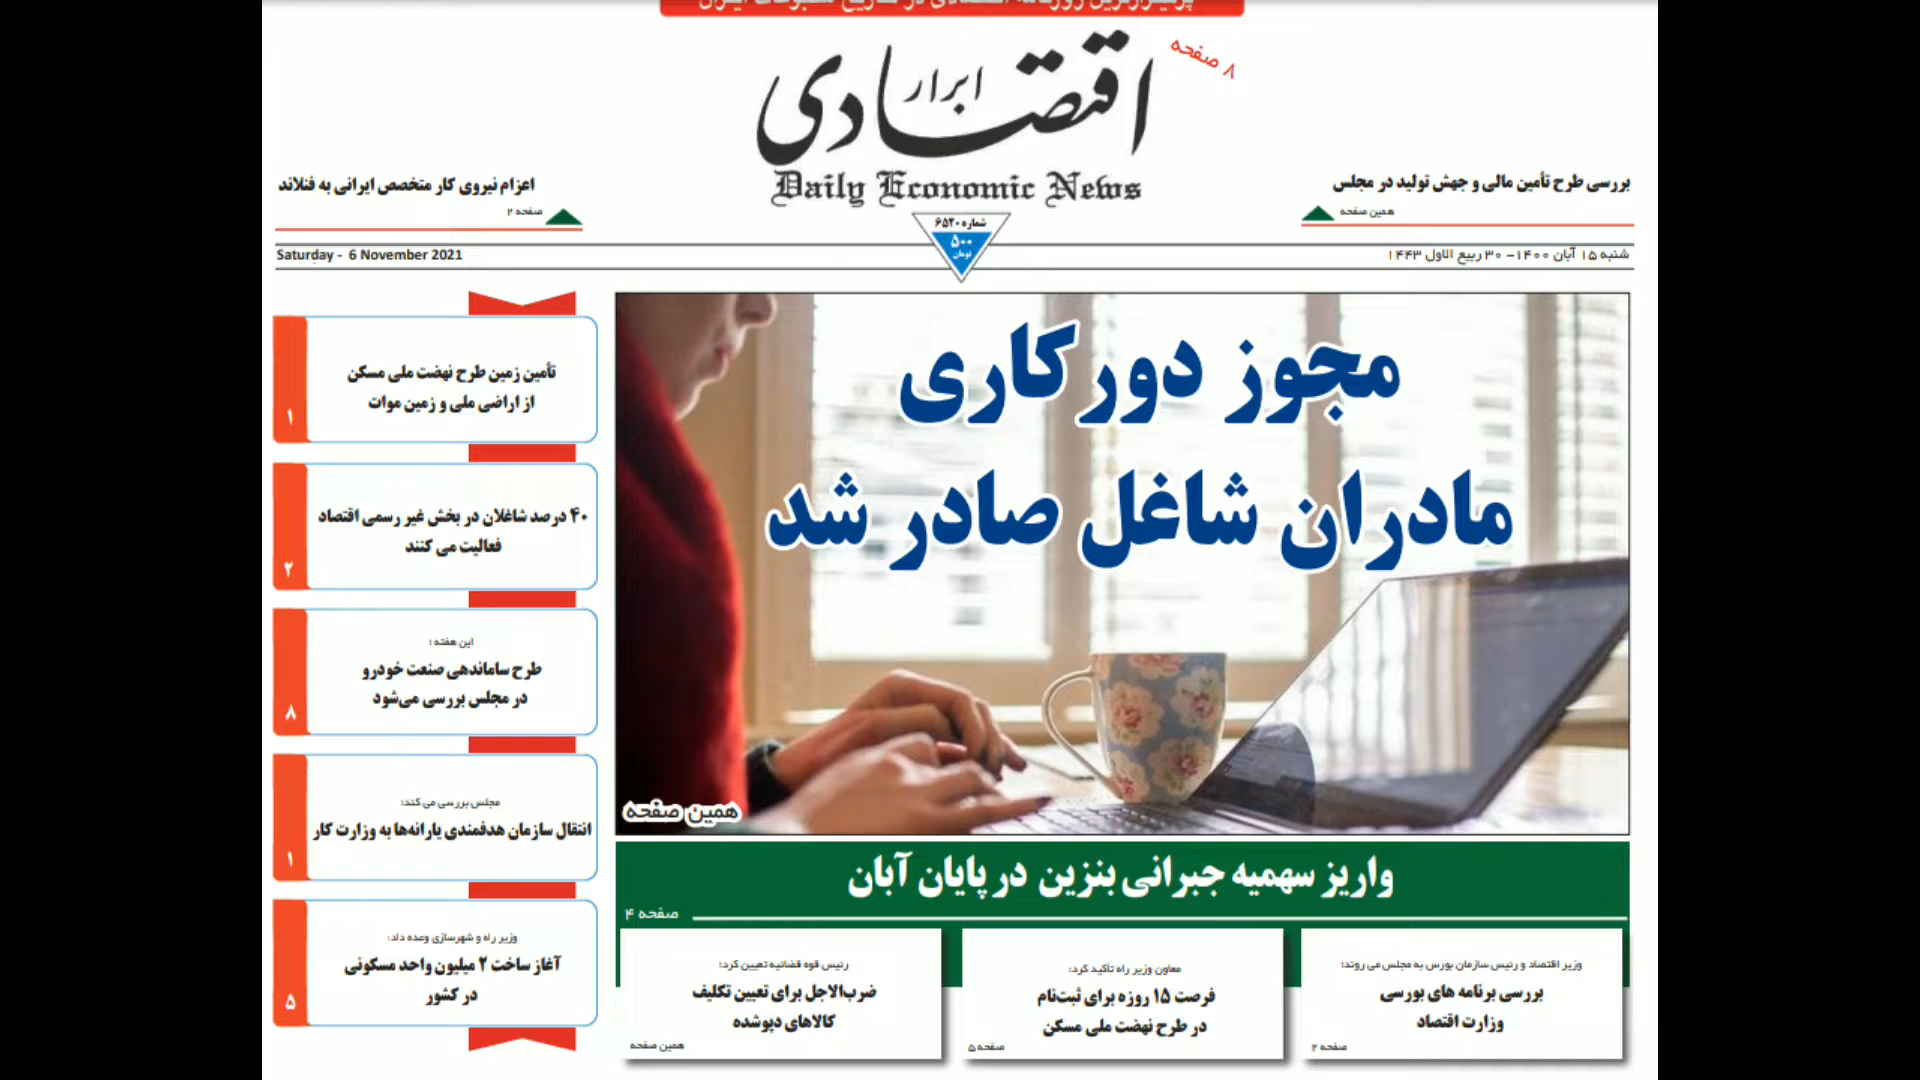 ۸ صفحه
ابرار اقتصادی
Daily Economic News
شماره ۶۵۲۰
۵۰۰
تومان
بررسی طرح تأمین مالی و جهش تولید در مجلس
همین صفحه
اعزام نیروی کار متخصص ایرانی به فنلاند
صفحه ۲
شنبه ۱۵ آبان ۱۴۰۰- ۳۰ ربیع الاول ۱۴۴۳
Saturday - 6 November 2021
مجوز دورکاری
مادران شاغل صادر شد
همین صفحه
واریز سهمیه جبرانی بنزین در پایان آبان
صفحه ۴
وزیر اقتصاد و رئیس سازمان بورس به مجلس می روند؛
بررسی برنامه های بورسی
وزارت اقتصاد
صفحه ۲
معاون وزیر راه تأکید کرد:
فرصت ۱۵ روزه برای ثبت‌نام
در طرح نهضت ملی مسکن
صفحه ۵
رئیس قوه قضائیه تعیین کرد؛
ضرب‌الاجل برای تعیین تکلیف
کالاهای دپوشده
همین صفحه
تأمین زمین طرح نهضت ملی مسکن
از اراضی ملی و زمین موات
۱
۴۰ درصد شاغلان در بخش غیر رسمی اقتصاد
فعالیت می کنند
۲
این هفته ؛
طرح ساماندهی صنعت خودرو
در مجلس بررسی می‌شود
۸
مجلس بررسی می کند؛
انتقال سازمان هدفمندی یارانه‌ها به وزارت کار
۱
وزیر راه و شهرسازی وعده داد؛
آغاز ساخت ۲ میلیون واحد مسکونی
در کشور
۵